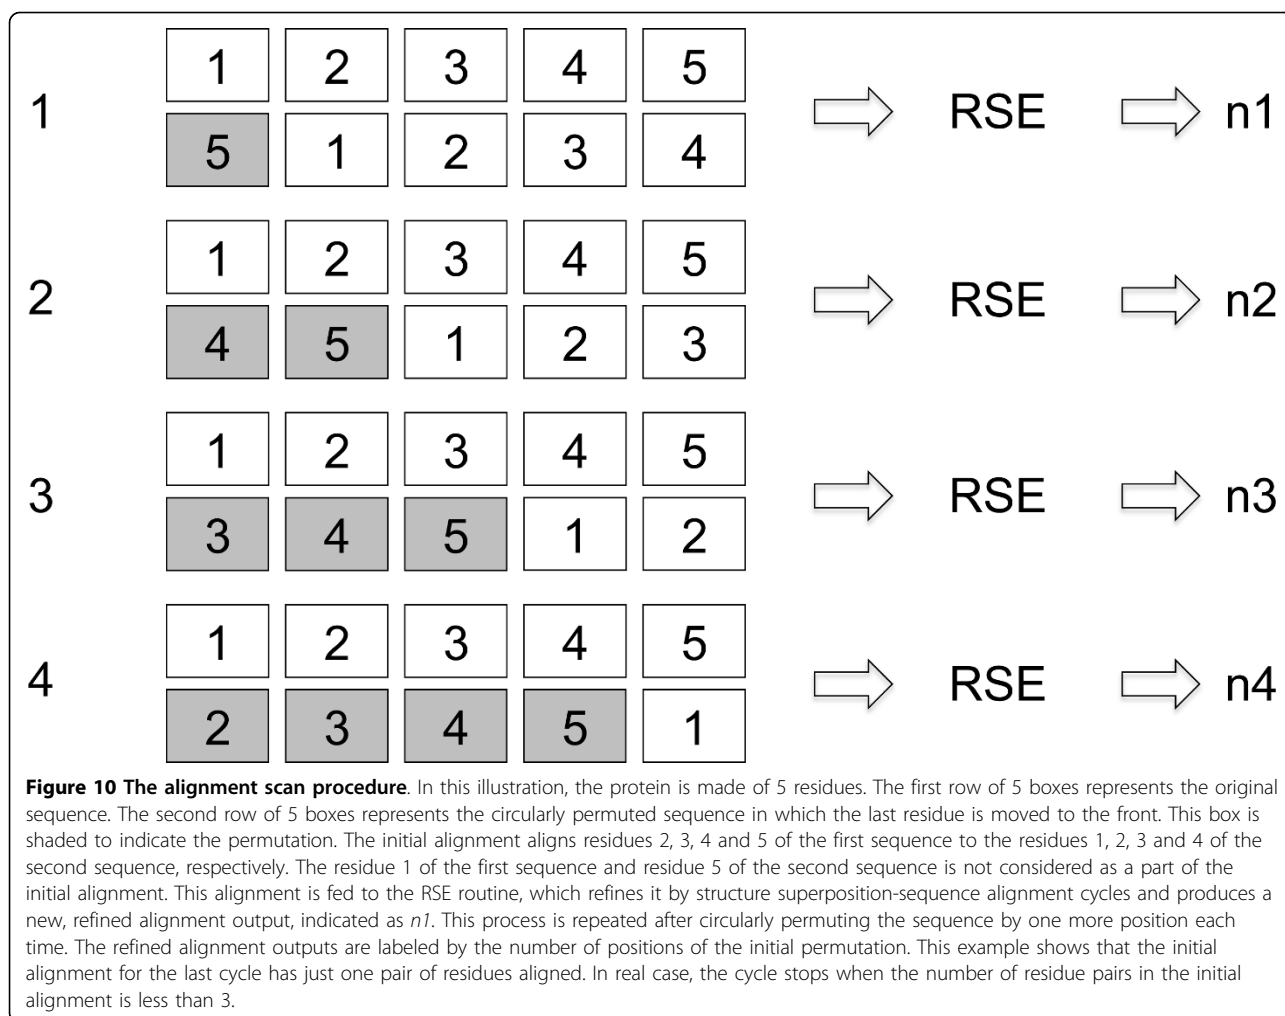 1 2 3 4 5
1 RSE n1
5 1 2 3 4
1 2 3 4 5
2 RSE n2
4 5 1 2 3
1 2 3 4 5
3 RSE n3
3 4 5 1 2
1 2 3 4 5
4 RSE n4
2 3 4 5 1
Figure 10 The alignment scan procedure. In this illustration, the protein is made of 5 residues. The first row of 5 boxes represents the original
sequence. The second row of 5 boxes represents the circularly permuted sequence in which the last residue is moved to the front. This box is
shaded to indicate the permutation. The initial alignment aligns residues 2, 3, 4 and 5 of the first sequence to the residues 1, 2, 3 and 4 of the
second sequence, respectively. The residue 1 of the first sequence and residue 5 of the second sequence is not considered as a part of the
initial alignment. This alignment is fed to the RSE routine, which refines it by structure superposition-sequence alignment cycles and produces a
new, refined alignment output, indicated as n1. This process is repeated after circularly permuting the sequence by one more position each
time. The refined alignment outputs are labeled by the number of positions of the initial permutation. This example shows that the initial
alignment for the last cycle has just one pair of residues aligned. In real case, the cycle stops when the number of residue pairs in the initial
alignment is less than 3.